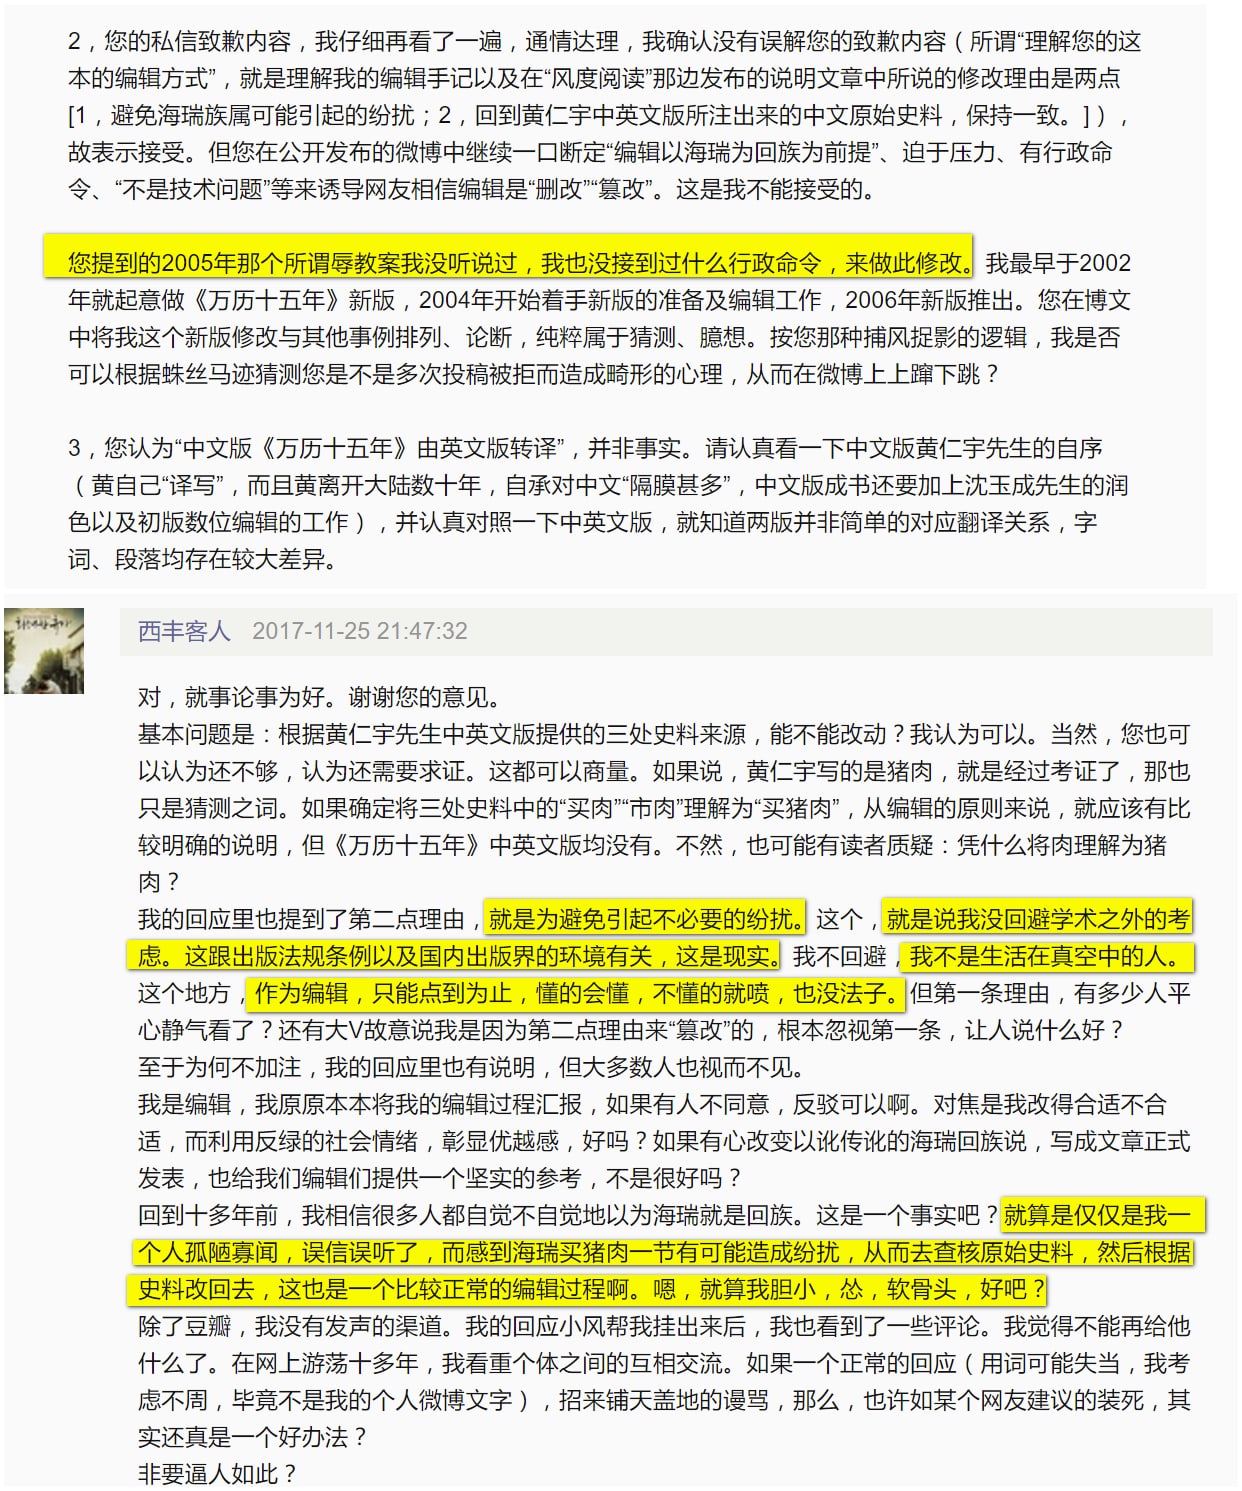 2，您的私信致歉内容，我仔细再看了一遍，通情达理，我确认没有误解您的致歉内容（所谓“理解您的这
本的编辑方式”，就是理解我的编辑手记以及在“风度阅读”那边发布的说明文章中所说的修改理由是两点
[1，避免海瑞族属可能引起的纷扰；2，回到黄仁宇中英文版所注出来的中文原始史料，保持一致。]），
故表示接受。但您在公开发布的微博中继续一口断定“编辑以海瑞为回族为前提”、迫于压力、有行政命
令、“不是技术问题”等来诱导网友相信编辑是“删改”“篡改”。这是我不能接受的。
您提到的2005年那个所谓辱教案我没听说过，我也没接到过什么行政命令，来做此修改。我最早于2002
年就起意做《万历十五年》新版，2004年开始着手新版的准备及编辑工作，2006年新版推出。您在博文
中将我这个新版修改与其他事例排列、论断，纯粹属于猜测、臆想。按您那种捕风捉影的逻辑，我是否
可以根据蛛丝马迹猜测您是不是多次投稿被拒而造成畸形的心理，从而在微博上上蹿下跳？
3，您认为“中文版《万历十五年》由英文版转译”，并非事实。请认真看一下中文版黄仁宇先生的自序
（黄自己“译写”，而且黄离开大陆数十年，自承对中文“隔膜甚多”，中文版成书还要加上沈玉成先生的润
色以及初版数位编辑的工作），并认真对照一下中英文版，就知道两版并非简单的对应翻译关系，字
词、段落均存在较大差异。
西丰客人 2017-11-25 21:47:32
对，就事论事为好。谢谢您的意见。
基本问题是：根据黄仁宇先生中英文版提供的三处史料来源，能不能改动？我认为可以。当然，您也可
以认为还不够，认为还需要求证。这都可以商量。如果说，黄仁宇写的是猪肉，就是经过考证了，那也
只是猜测之词。如果确定将三处史料中的“买肉”“市肉”理解为“买猪肉”，从编辑的原则来说，就应该有比
较明确的说明，但《万历十五年》中英文版均没有。不然，也可能有读者质疑：凭什么将肉理解为猪
肉？
我的回应里也提到了第二点理由，就是为避免引起不必要的纷扰。这个，就是说我没回避学术之外的考
虑。这跟出版法规条例以及国内出版界的环境有关，这是现实。我不回避，我不是生活在真空中的人。
这个地方，作为编辑，只能点到为止，懂的会懂，不懂的就喷，也没法子。但第一条理由，有多少人平
心静气看了？还有大V故意说我是因为第二点理由来“篡改”的，根本忽视第一条，让人说什么好？
至于为何不加注，我的回应里也有说明，但大多数人也视而不见。
我是编辑，我原原本本将我的编辑过程汇报，如果有人不同意，反驳可以啊。对焦是我改得合适不合
适，而利用反绿的社会情绪，彰显优越感，好吗？如果有心改变以讹传讹的海瑞回族说，写成文章正式
发表，也给我们编辑们提供一个坚实的参考，不是很好吗？
回到十多年前，我相信很多人都自觉不自觉地以为海瑞就是回族。这是一个事实吧？就算是仅仅是我一
个人孤陋寡闻，误信误听了，而感到海瑞买猪肉一节有可能造成纷扰，从而去查核原始史料，然后根据
史料改回去，这也是一个比较正常的编辑过程啊。嗯，就算我胆小，怂，软骨头，好吧？
除了豆瓣，我没有发声的渠道。我的回应小风帮我挂出来后，我也看到了一些评论。我觉得不能再给他
什么了。在网上游荡十多年，我看重个体之间的互相交流。如果一个正常的回应（用词可能失当，我考
虑不周，毕竟不是我的个人微博文字），招来铺天盖地的谩骂，那么，也许如某个网友建议的装死，其
实还真是一个好办法？
非要逼人如此？